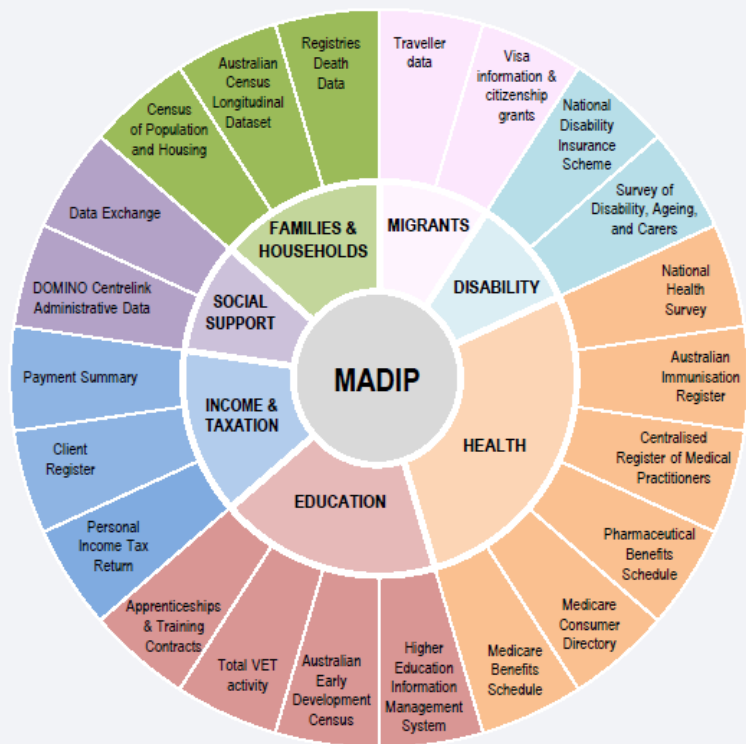 MADIP
MIGRANTS
Traveller
data
Visa
information &
citizenship
grants
DISABILITY
National
Disability
Insurance
Scheme
Survey of
Disability, Ageing,
and Carers
HEALTH
National
Health
Survey
Australian
Immunisation
Register
Centralised
Register of Medical
Practitioners
Pharmaceutical
Benefits
Schedule
Medicare
Consumer
Directory
Medicare
Benefits
Schedule
EDUCATION
Higher
Education
Information
Management
System
Australian
Early
Development
Census
Total VET
activity
Apprenticeships
& Training
Contracts
INCOME &
TAXATION
Personal
Income Tax
Return
Client
Register
Payment Summary
SOCIAL
SUPPORT
DOMINO Centrelink
Administrative Data
Data Exchange
FAMILIES &
HOUSEHOLDS
Census
of Population
and Housing
Australian
Census
Longitudinal
Dataset
Registries
Death
Data